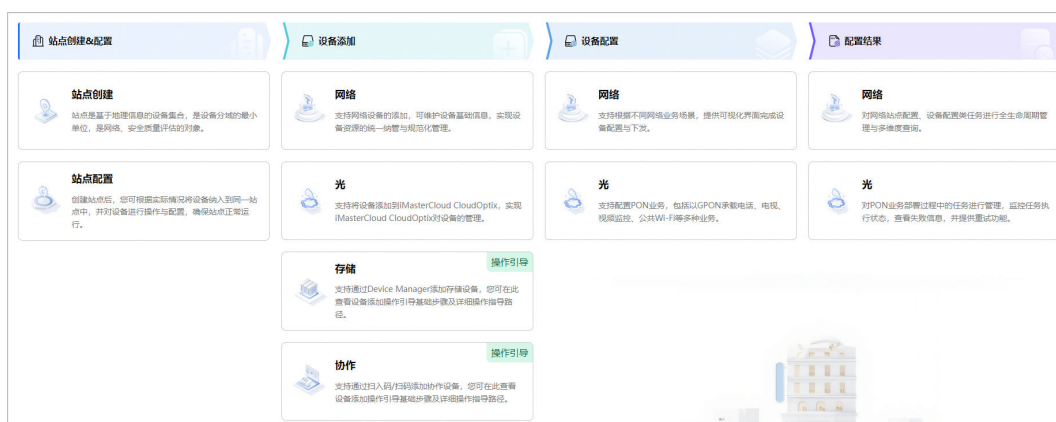 站点创建&配置
设备添加
设备配置
配置结果
站点创建
站点是基于地理信息的设备集合，是设备分域的最小
单位，是网络、安全质量评估的对象。
网络
支持网络设备的添加，可维护设备基础信息，实现设
备资源的统一纳管与规范化管理。
网络
支持根据不同网络业务场景，提供可视化界面完成设
备配置与下发。
网络
对网络站点配置、设备配置类任务进行全生命周期管
理与多维度查询。
站点配置
创建站点后，您可根据实际情况将设备纳入到同一站
点中，并对设备进行操作与配置，确保站点正常运
行。
光
支持将设备添加到iMasterCloud CloudOptix，实现
iMasterCloud CloudOptix对设备的管理。
光
支持配置PON业务，包括以GPON承载电话、电视、
视频监控、公共Wi-Fi等多种业务。
光
对PON业务部署过程中的任务进行管理，监控任务执
行状态，查看失败信息，并提供重试功能。
操作引导
存储
支持通过Device Manager添加存储设备，您可在此
查看设备添加操作引导基础步骤及详细操作指导路
径。
操作引导
协作
支持通过扫入码/扫码添加协作设备，您可在此查看
设备添加操作引导基础步骤及详细操作指导路径。